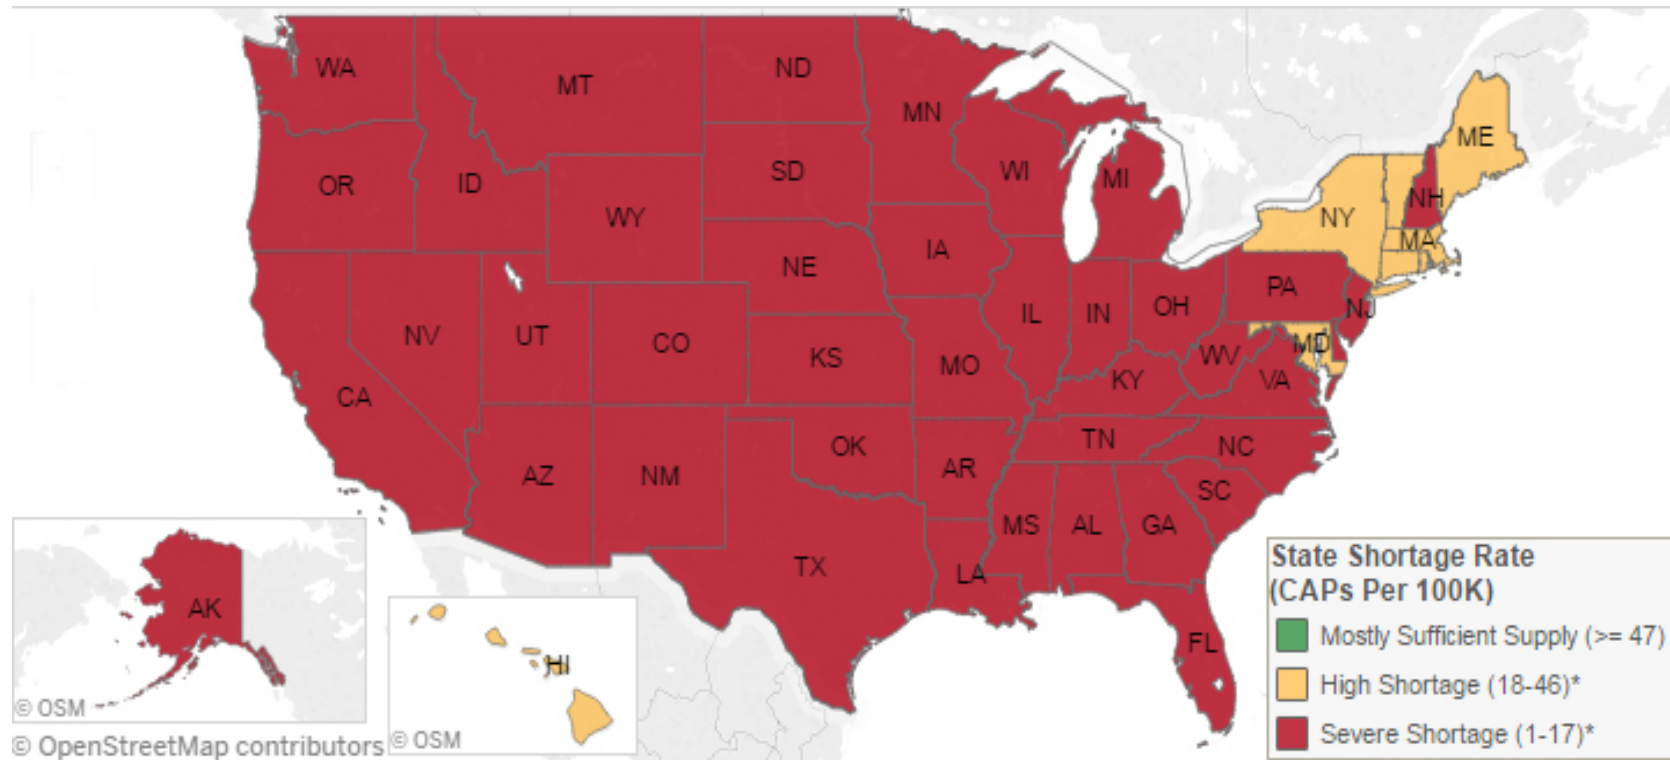 WA
MT
ND
MN
ME
OR
ID
WY
SD
WI
MI
NY
NH
MA
IA
NE
PA
NV
UT
CO
IL
IN
OH
NJ
KS
MO
WV
MD
VA
CA
KY
AZ
NM
OK
AR
TN
NC
SC
TX
LA
MS
AL
GA
FL
AK
© OSM
HI
© OSM
© OpenStreetMap contributors
State Shortage Rate
(CAPs Per 100K)
Mostly Sufficient Supply (>= 47)
High Shortage (18-46)*
Severe Shortage (1-17)*